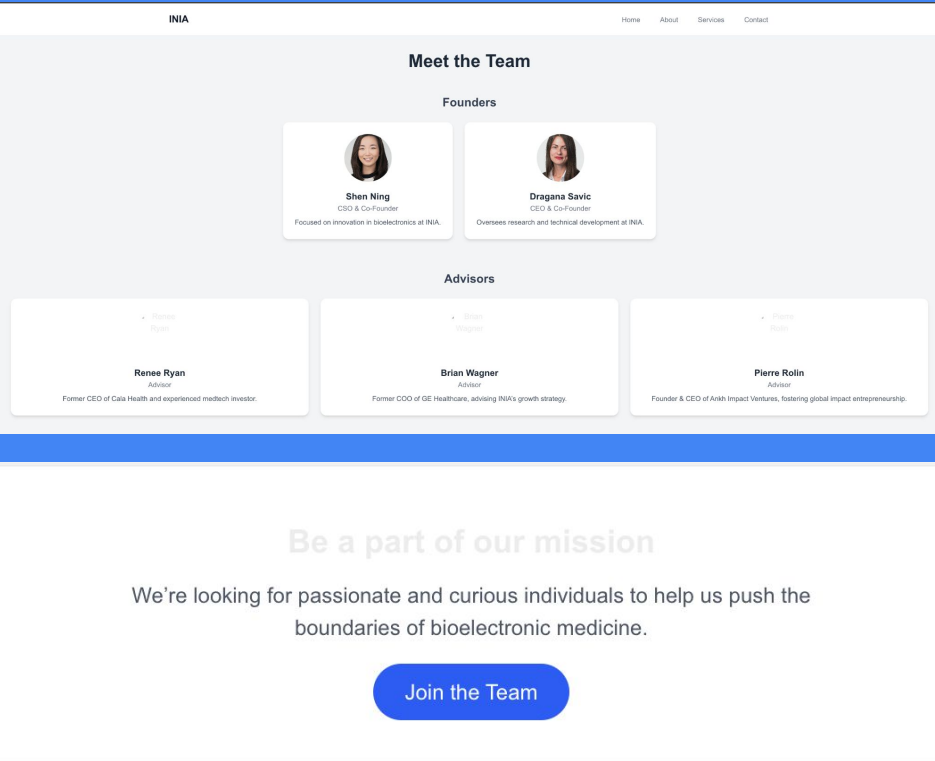 INIA
Home About Services Contact
Meet the Team
Founders
Shen Ning
CSO & Co-Founder
Focused on innovation in bioelectronics at INIA.
Dragana Savic
CEO & Co-Founder
Oversees research and technical development at INIA.
Advisors
Renee
Ryan
Renee Ryan
Advisor
Former CEO of Cala Health and experienced medtech investor.
Brian
Wagner
Brian Wagner
Advisor
Former COO of GE Healthcare, advising INIA's growth strategy.
Pierre
Rolin
Pierre Rolin
Advisor
Founder & CEO of Ankh Impact Ventures, fostering global impact entrepreneurship.
Be a part of our mission
We’re looking for passionate and curious individuals to help us push the
boundaries of bioelectronic medicine.
Join the Team